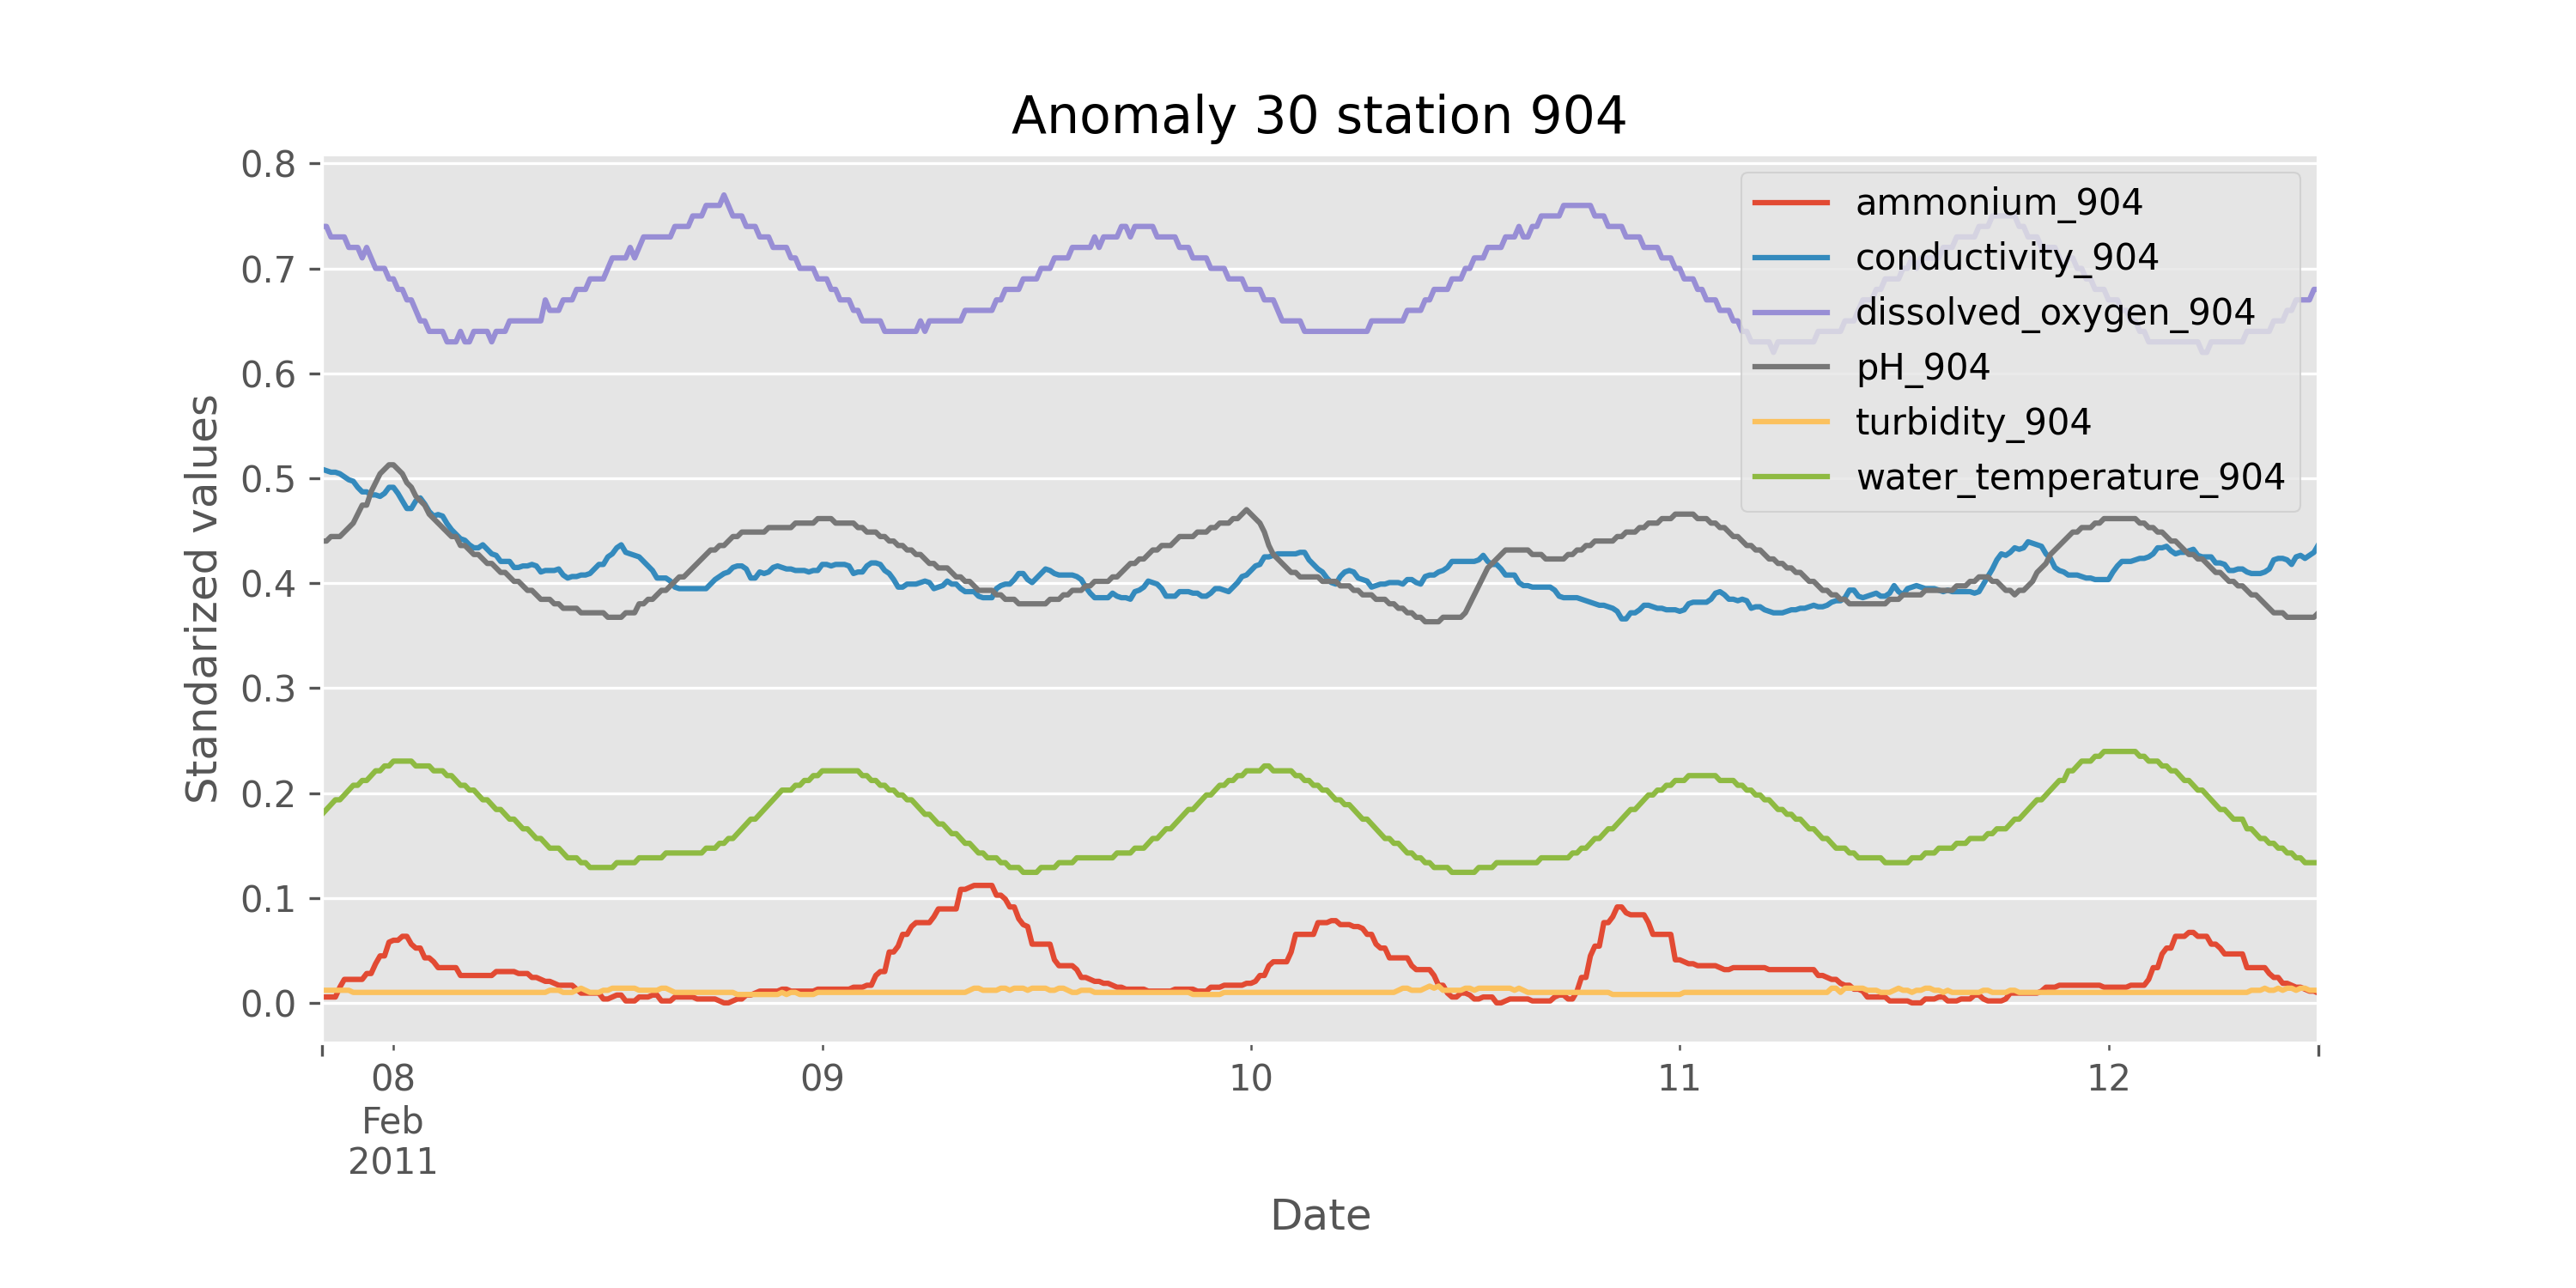 Anomaly 30 station 904
0.8
0.7
0.6
0.5
0.4
0.3
0.2
0.1
0.0
Standarized values
ammonium_904
conductivity_904
dissolved_oxygen_904
pH_904
turbidity_904
water_temperature_904
08 09 10 11 12
Feb
2011
Date